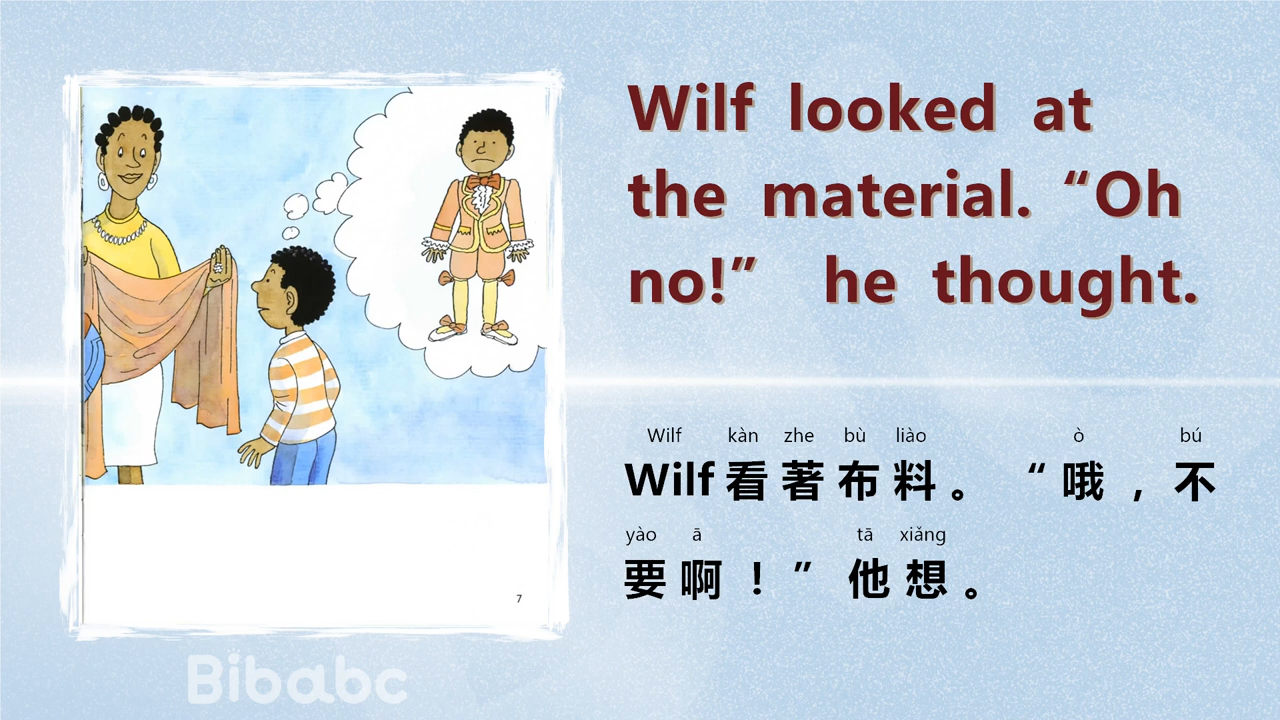 Wilf looked at
the material. “Oh
no!” he thought.
Wilf kàn zhe bù liào ò bú
Wilf看著布料。“哦，不
yào ā tā xiǎng
要啊！”他想。
7
Bibabc